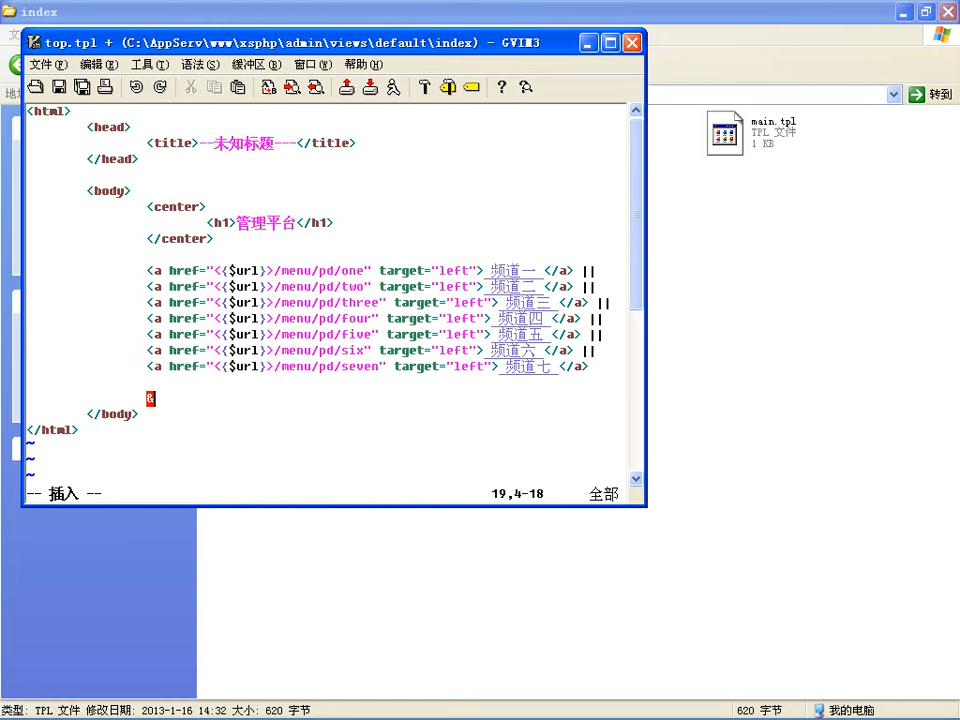 index
top.tpl + (C:\AppServ\www\xsphp\admin\views\default\index) - GVIM3
文件(F) 编辑(E) 工具(T) 语法(S) 缓冲区(B) 窗口(W) 帮助(H)
转到
main.tpl
TPL 文件
1 KB
<html>
<head>
<title>--未知标题---</title>
</head>
<body>
<center>
<h1>管理平台</h1>
</center>
<a href="<{$url}>/menu/pd/one" target="left"> 频道一 </a> ||
<a href="<{$url}>/menu/pd/two" target="left"> 频道二 </a> ||
<a href="<{$url}>/menu/pd/three" target="left"> 频道三 </a> ||
<a href="<{$url}>/menu/pd/four" target="left"> 频道四 </a> ||
<a href="<{$url}>/menu/pd/five" target="left"> 频道五 </a> ||
<a href="<{$url}>/menu/pd/six" target="left"> 频道六 </a> ||
<a href="<{$url}>/menu/pd/seven" target="left"> 频道七 </a>
&
</body>
</html>
~
~
~
-- 插入 -- 19,4-18 全部
类型: TPL 文件 修改日期: 2013-1-16 14:32 大小: 620 字节 620 字节 我的电脑